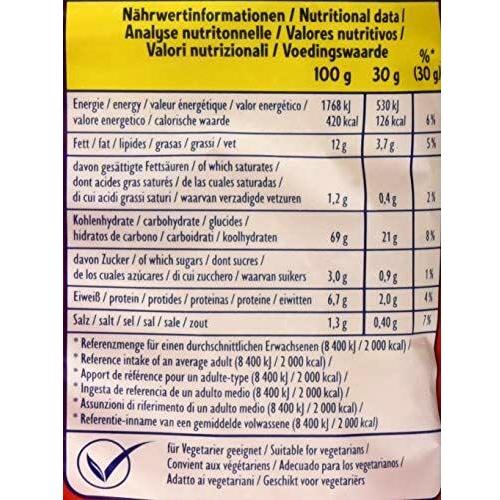 Nährwertinformationen / Nutritional data /
Analyse nutritonnelle / Valores nutritivos /
Valori nutrizionali / Voedingswaarde
100 g 30 g %* (30 g)
Energie / energy / valeur énergétique / valor energético / 1768 kJ 530 kJ
valore energetico / calorische waarde 420 kcal 126 kcal 6%
Fett / fat / lipides / grasas / grassi / vet 12 g 3,7 g 5%
davon gesättigte Fettsäuren / of which saturates /
dont acides gras saturés / de las cuales saturadas /
di cui acidi grassi saturi / waarvan verzadigde vetzuren 1,2 g 0,4 g 2%
Kohlenhydrate / carbohydrate / glucides /
hidratos de carbono / carboidrati / koolhydraten 69 g 21 g 8%
davon Zucker / of which sugars / dont sucres /
de los cuales azúcares / di cui zucchero / waarvan suikers 3,0 g 0,9 g 1%
Eiweiß / protein / protides / proteinas / proteine / eiwitten 6,7 g 2,0 g 4%
Salz / salt / sel / sal / sale / zout 1,3 g 0,40 g 7%
* Referenzmenge für einen durchschnittlichen Erwachsenen (8 400 kJ / 2 000 kcal) /
* Reference intake of an average adult (8 400 kJ / 2 000 kcal) /
* Apport de référence pour un adulte-type (8 400 kJ / 2 000 kcal) /
* Ingesta de referencia de un adulto medio (8 400 kJ / 2 000 kcal) /
* Assunzioni di riferimento di un adulto medio (8 400 kJ / 2 000 kcal) /
* Referentie-inname van een gemiddelde volwassene (8 400 kJ / 2 000 kcal)
für Vegetarier geeignet / Suitable for vegetarians /
Convient aux végétariens / Adecuado para los vegetarianos /
Adatto ai vegetariani / Geschikt voor vegetariërs